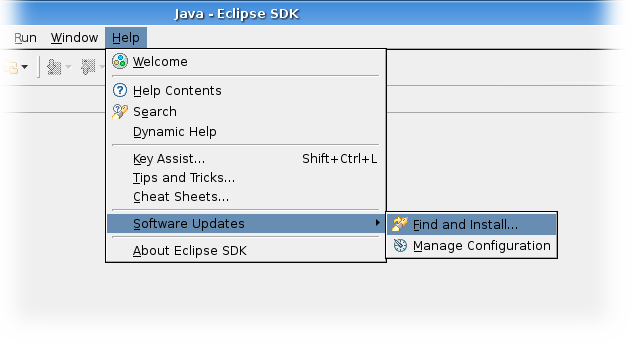 Java - Eclipse SDK
Run Window Help
Welcome
Help Contents
Search
Dynamic Help
Key Assist... Shift+Ctrl+L
Tips and Tricks...
Cheat Sheets...
Software Updates
Find and Install...
Manage Configuration
About Eclipse SDK